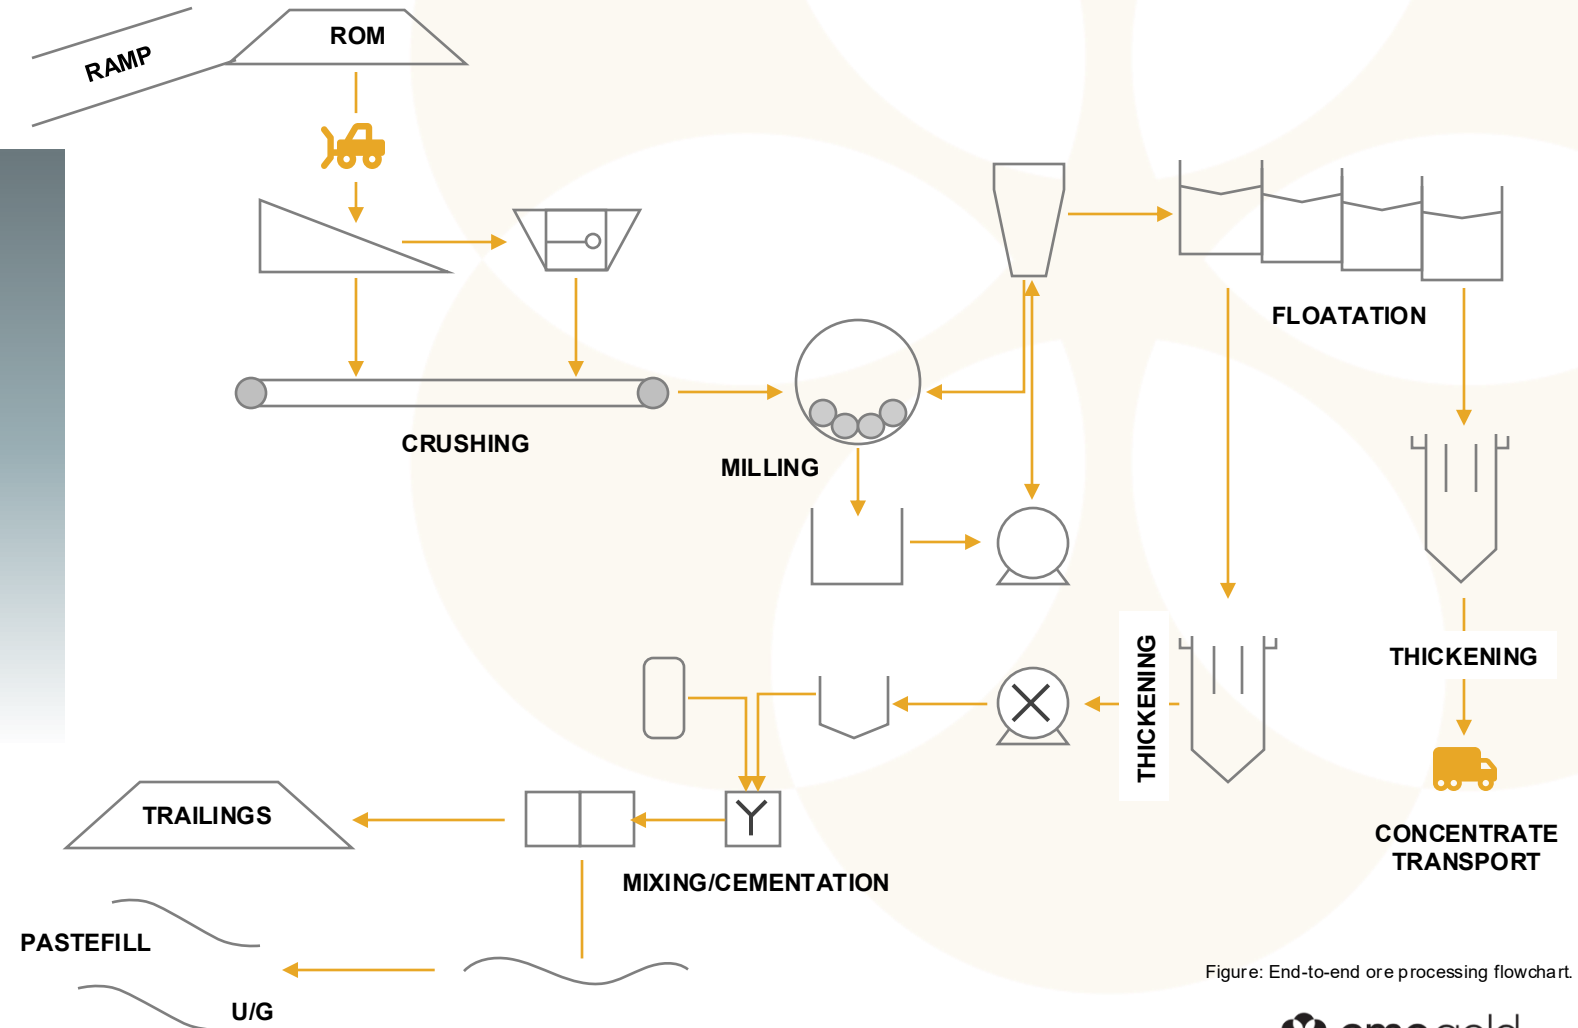 ROM
RAMP
FLOATATION
CRUSHING
MILLING
THICKENING
THICKENING
TRAILINGS
CONCENTRATE
TRANSPORT
MIXING/CEMENTATION
PASTEFILL
U/G
Figure: End-to-end ore processing flowchart.